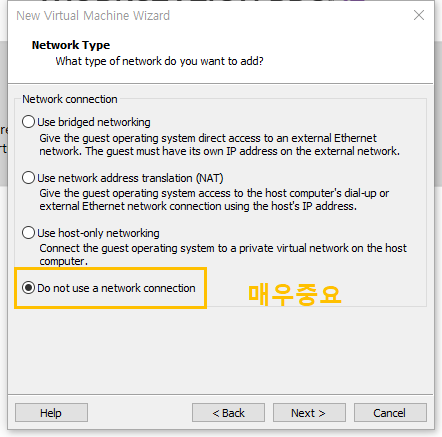 New Virtual Machine Wizard
Network Type
What type of network do you want to add?
Network connection
Use bridged networking
Give the guest operating system direct access to an external Ethernet
network. The guest must have its own IP address on the external network.
Use network address translation (NAT)
Give the guest operating system access to the host computer's dial-up or
external Ethernet network connection using the host's IP address.
Use host-only networking
Connect the guest operating system to a private virtual network on the host
computer.
Do not use a network connection
매우중요
Help
< Back
Next >
Cancel